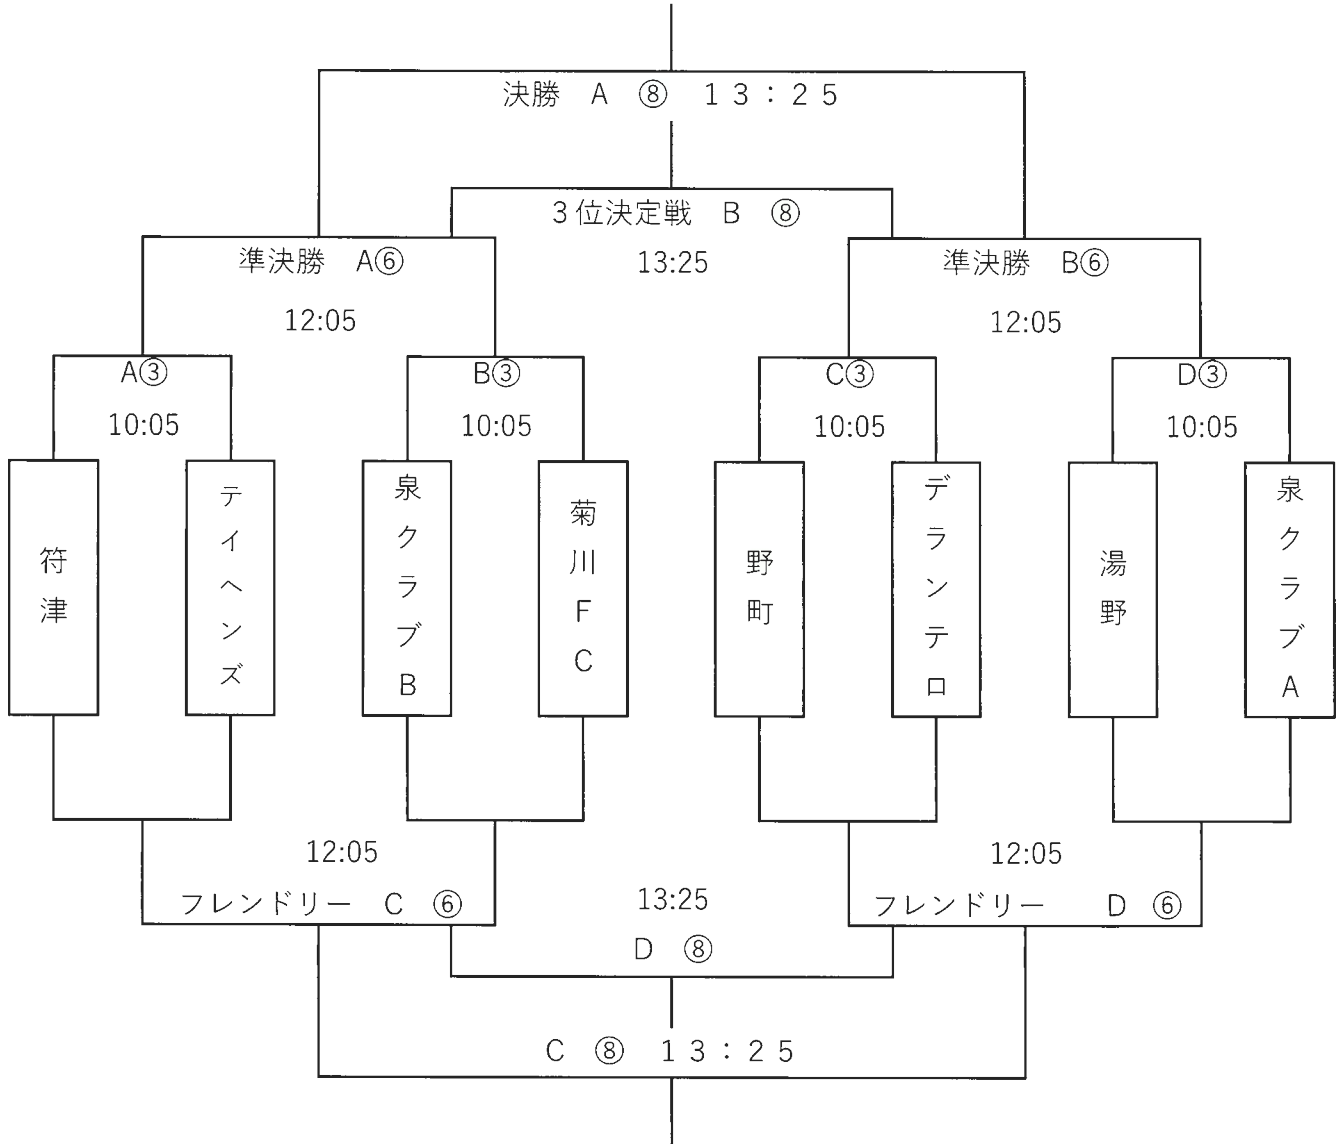 決勝　A　⑧　１３：２５
３位決定戦　B　⑧
13:25
準決勝　A⑥
12:05
準決勝　B⑥
12:05
A③
10:05
B③
10:05
C③
10:05
D③
10:05
符津
テイヘンズ
泉クラブB
菊川FC
野町
デランテロ
湯野
泉クラブA
12:05
フレンドリー　C　⑥
12:05
フレンドリー　D　⑥
13:25
D　⑧
C　⑧　１３：２５